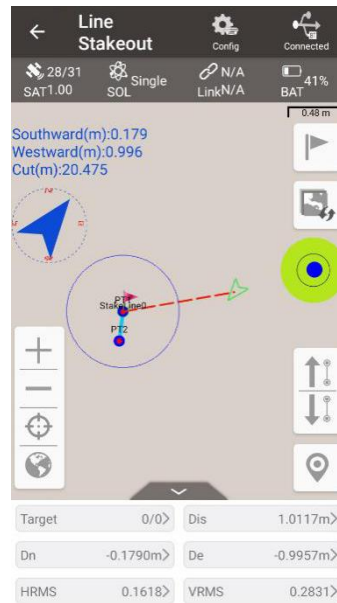 Line
Stakeout
Config
Connected
28/31
SAT1.00
Single
SOL
N/A
LinkN/A
41%
BAT
0.48 m
Southward(m):0.179
Westward(m):0.996
Cut(m):20.475
PT1
StakeLine0
PT2
Target 0/0> Dis 1.0117m>
Dn -0.1790m> De -0.9957m>
HRMS 0.1618> VRMS 0.2831>